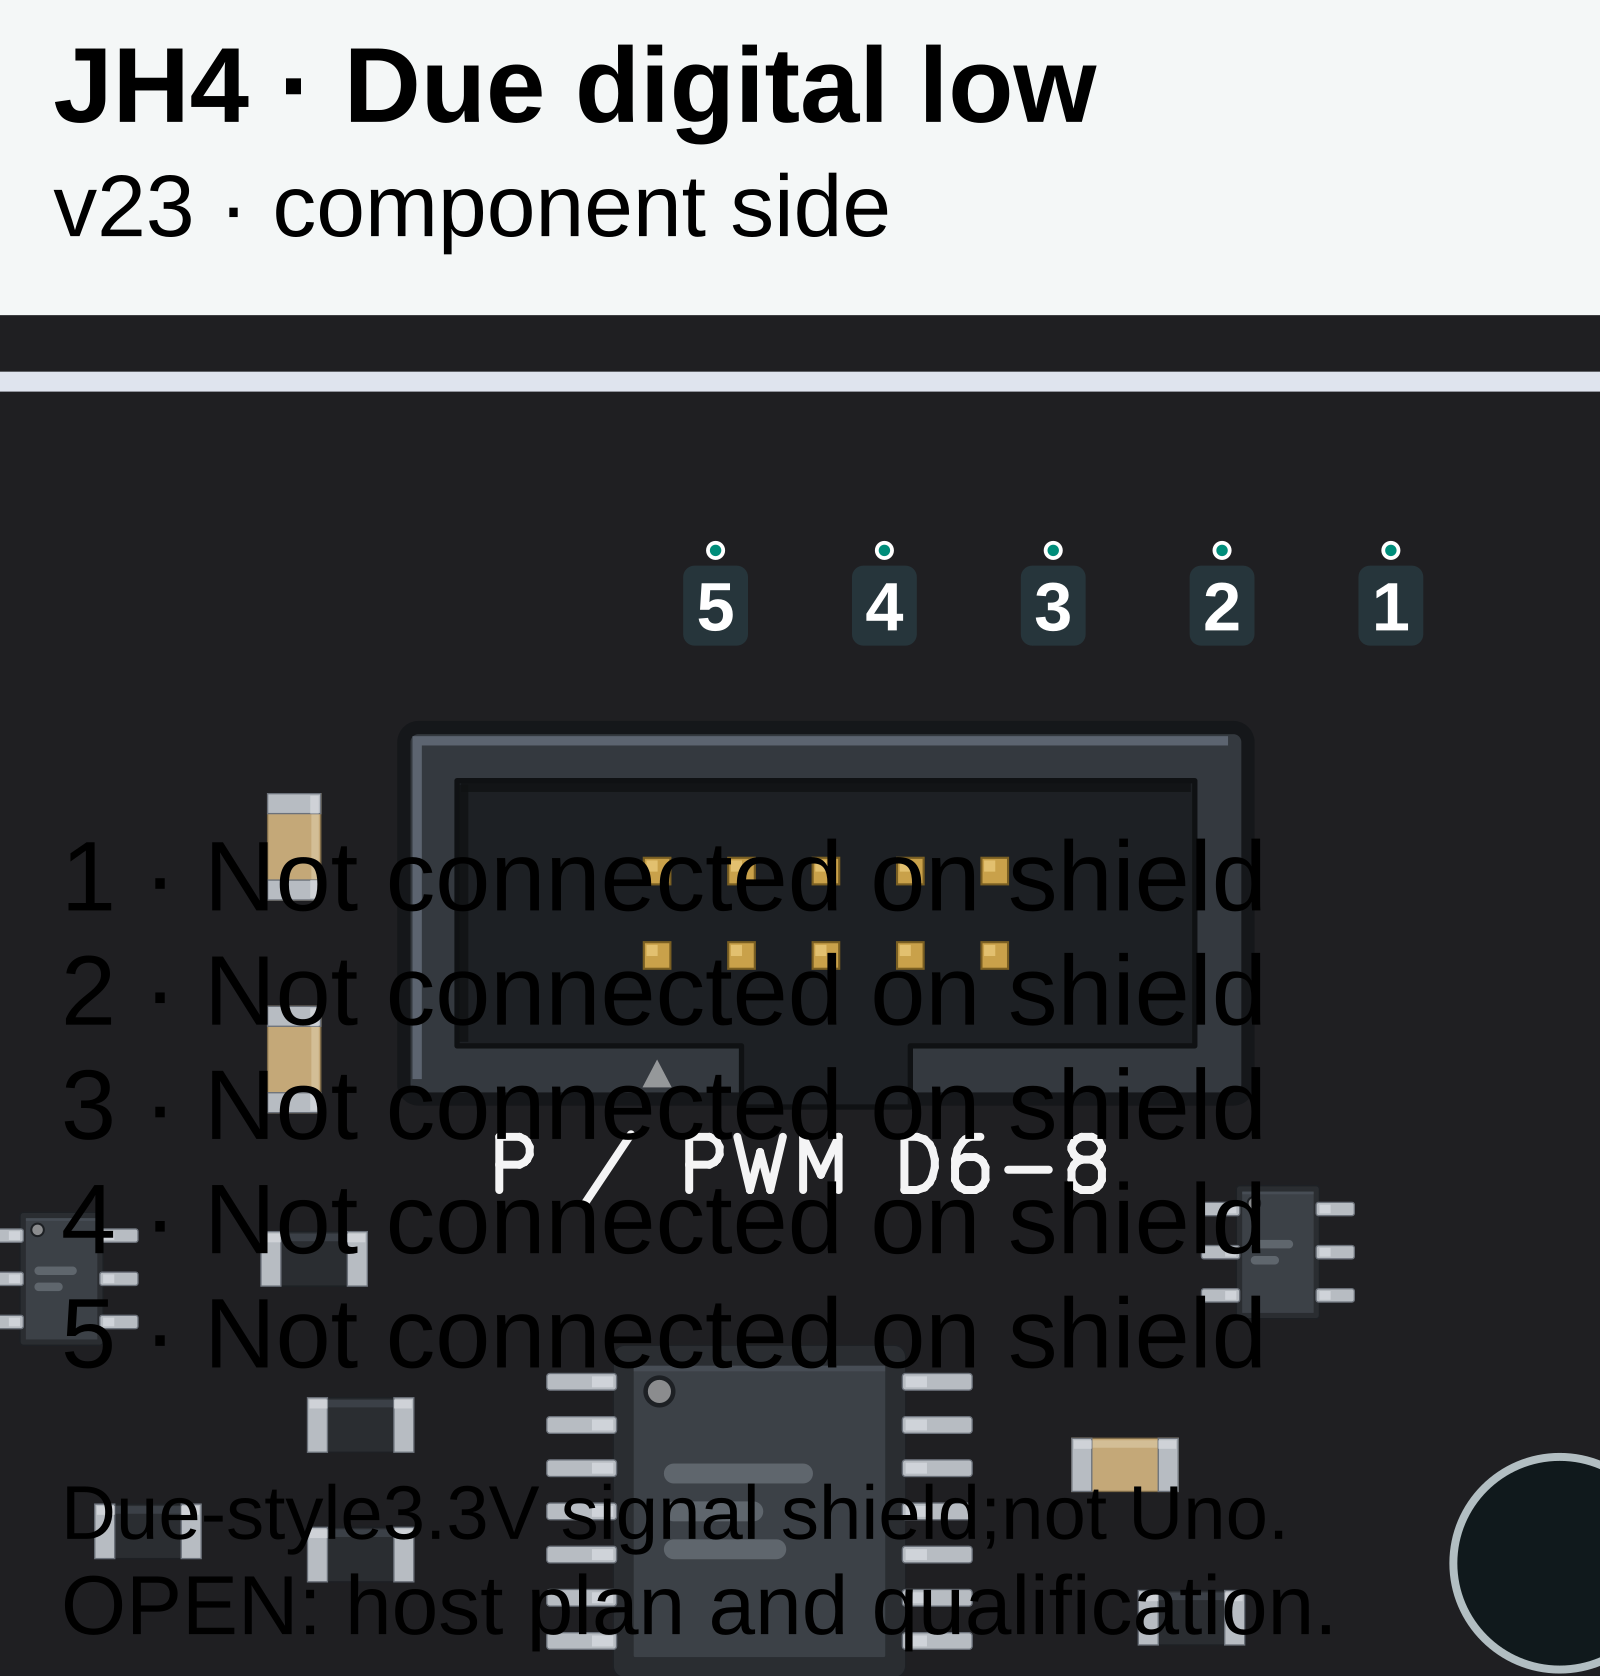 JH4 · Due digital low
v23 · component side
5 4 3 2 1
1 · Not connected on shield
2 · Not connected on shield
3 · Not connected on shield
P / PWM D6-8
4 · Not connected on shield
5 · Not connected on shield
Due-style3.3V signal shield;not Uno.
OPEN: host plan and qualification.